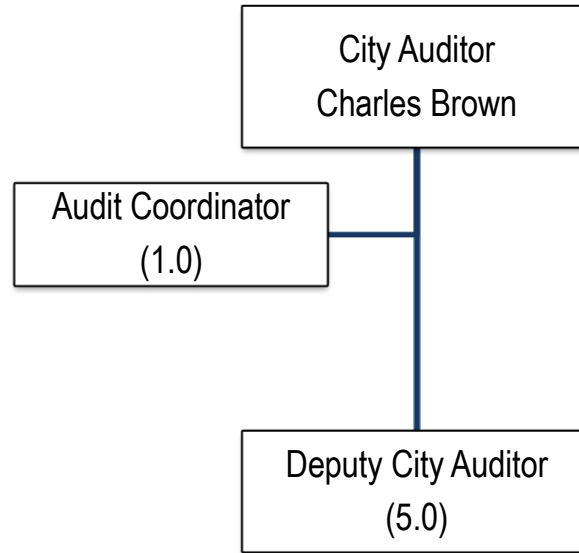 City Auditor
Charles Brown
Audit Coordinator
(1.0)
Deputy City Auditor
(5.0)